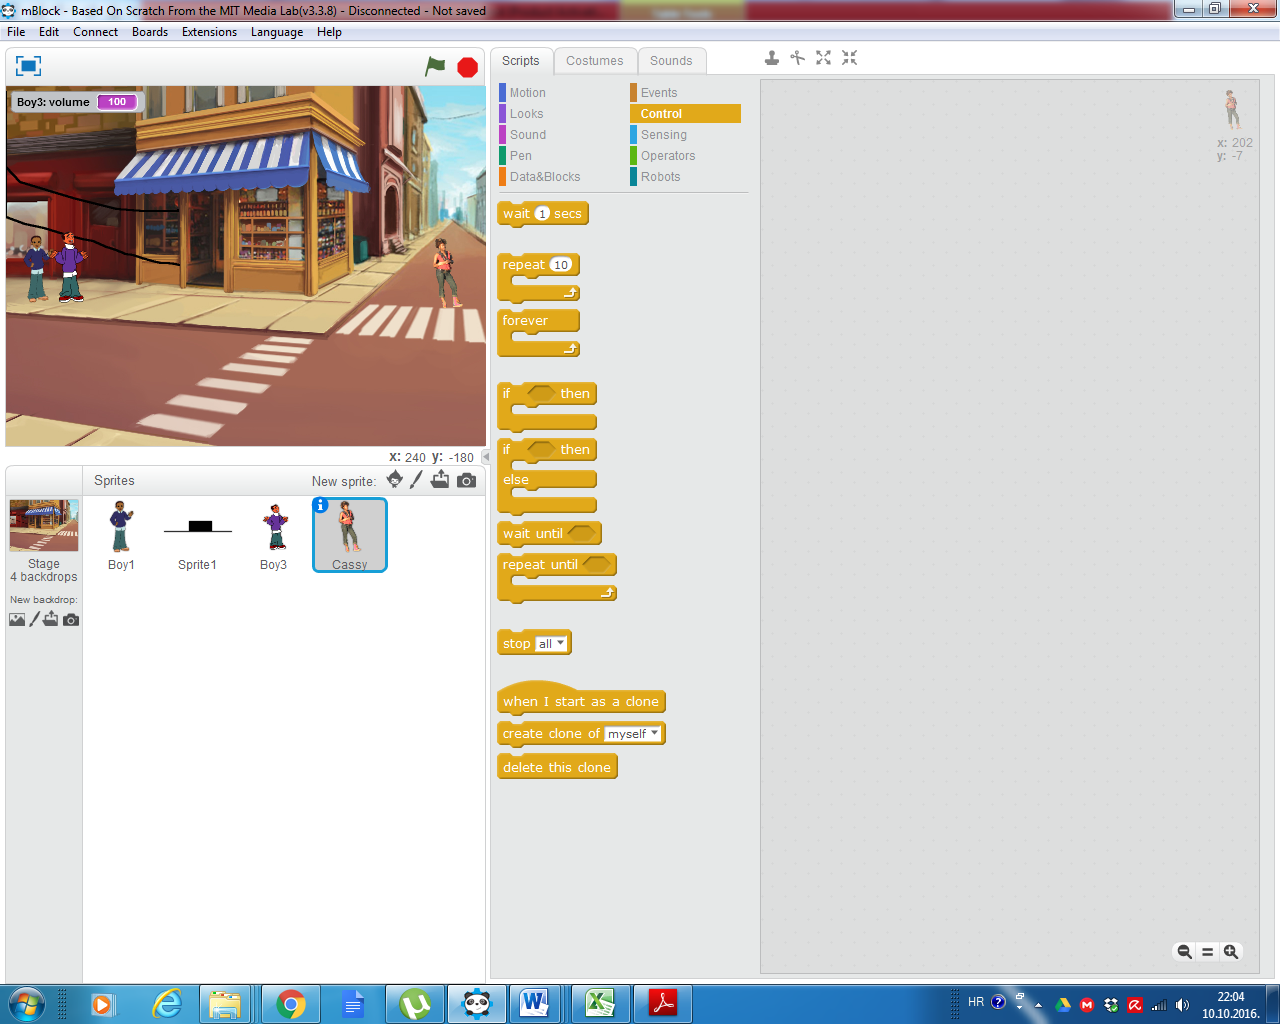 mBlock - Based On Scratch From the MIT Media Lab(v3.3.8) - Disconnected - Not saved
File Edit Connect Boards Extensions Language Help
Boy3: volume 100
x: 240 y: -180
Sprites New sprite:
Stage
4 backdrops
New backdrop:
Boy1 Sprite1 Boy3 Cassy
Scripts Costumes Sounds
Motion Events
Looks Control
Sound Sensing
Pen Operators
Data&Blocks Robots
wait 1 secs
repeat 10
forever
if then
if then
else
wait until
repeat until
stop all
when I start as a clone
create clone of myself
delete this clone
x: 202
y: -7
HR
22:04
10.10.2016.